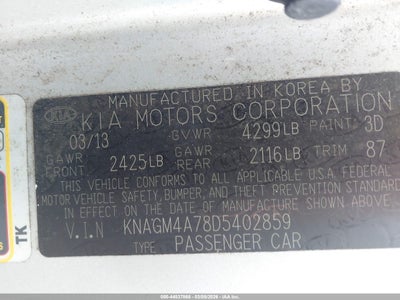 MANUFACTURED IN KOREA BY
KIA KIA MOTORS CORPORATION
03/13 GVWR 4299LB PAINT 3D
GAWR FRONT 2425LB GAWR REAR 2116LB TRIM 87
THIS VEHICLE CONFORMS TO ALL APPLICABLE U.S.A FEDERAL
MOTOR VEHICLE SAFETY, BUMPER, AND THEFT PREVENTION
STANDARDS IN EFFECT ON THE DATE OF MANUFACTURE SHOWN ABOVE.
V.I.N KNAGM4A78D5402859
TYPE PASSENGER CAR
TK